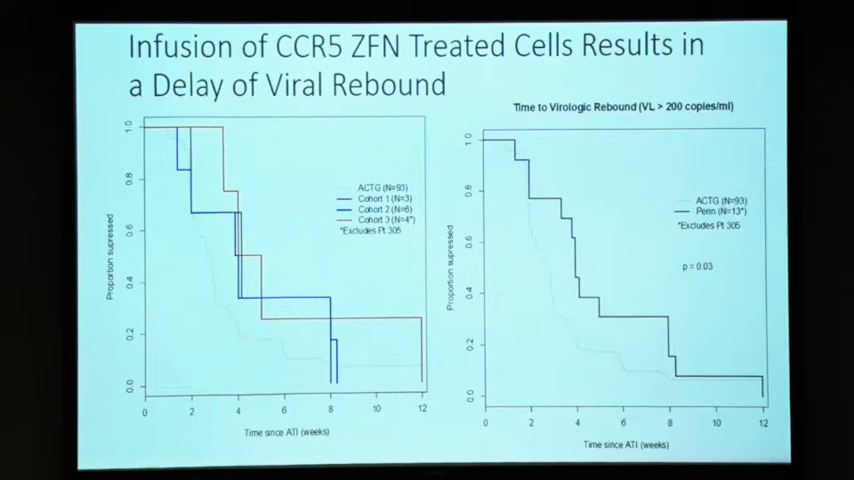 Infusion of CCR5 ZFN Treated Cells Results in
a Delay of Viral Rebound
1.0
0.8
0.6
0.4
0.2
0.0
Proportion supressed
ACTG (N=93)
Cohort 1 (N=3)
Cohort 2 (N=6)
Cohort 3 (N=4*)
*Excludes Pt 305
0
2
4
6
8
10
12
Time since ATI (weeks)
Time to Virologic Rebound (VL > 200 copies/ml)
1.0
0.8
0.6
0.4
0.2
0.0
Proportion supressed
ACTG (N=93)
Penn (N=13*)
*Excludes Pt 305
p = 0.03
0
2
4
6
8
10
12
Time since ATI (weeks)